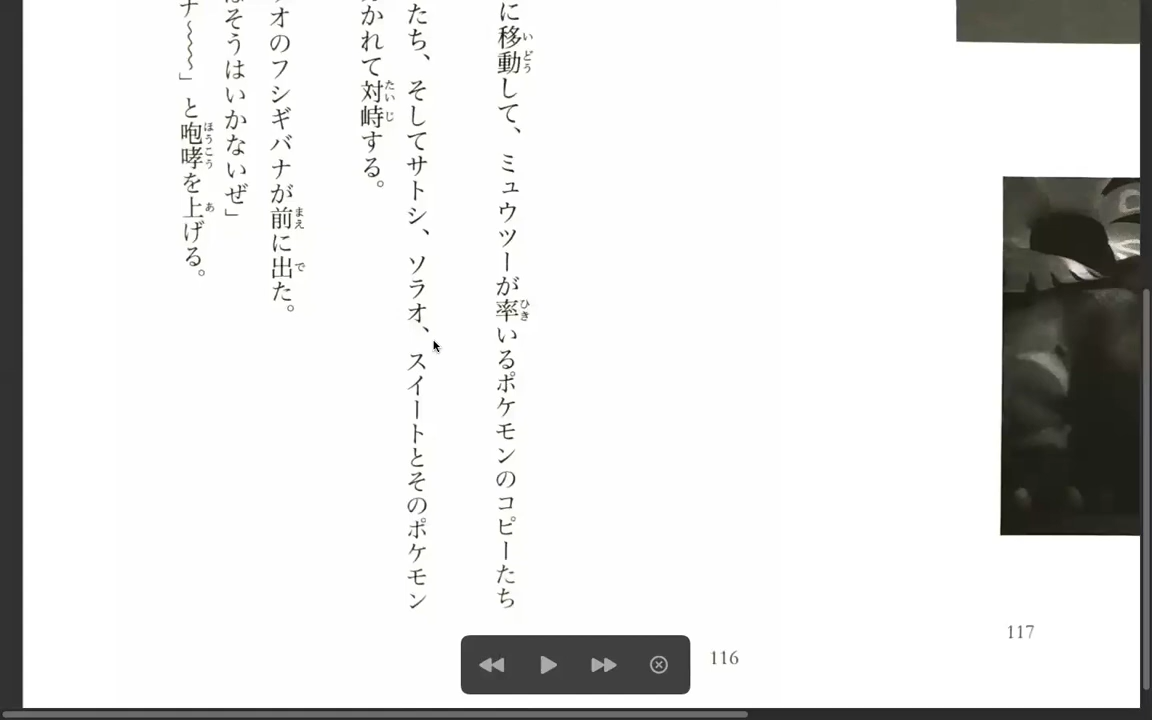 に移動して、ミュウツーが率いるポケモンのコピーたち
たち、そしてサトシ、ソラオ、スイートとそのポケモン
かれて対峙する。
オのフシギバナが前に出た。
そうはいかないぜ」
ナ〜〜〜」と咆哮を上げる。
116
117